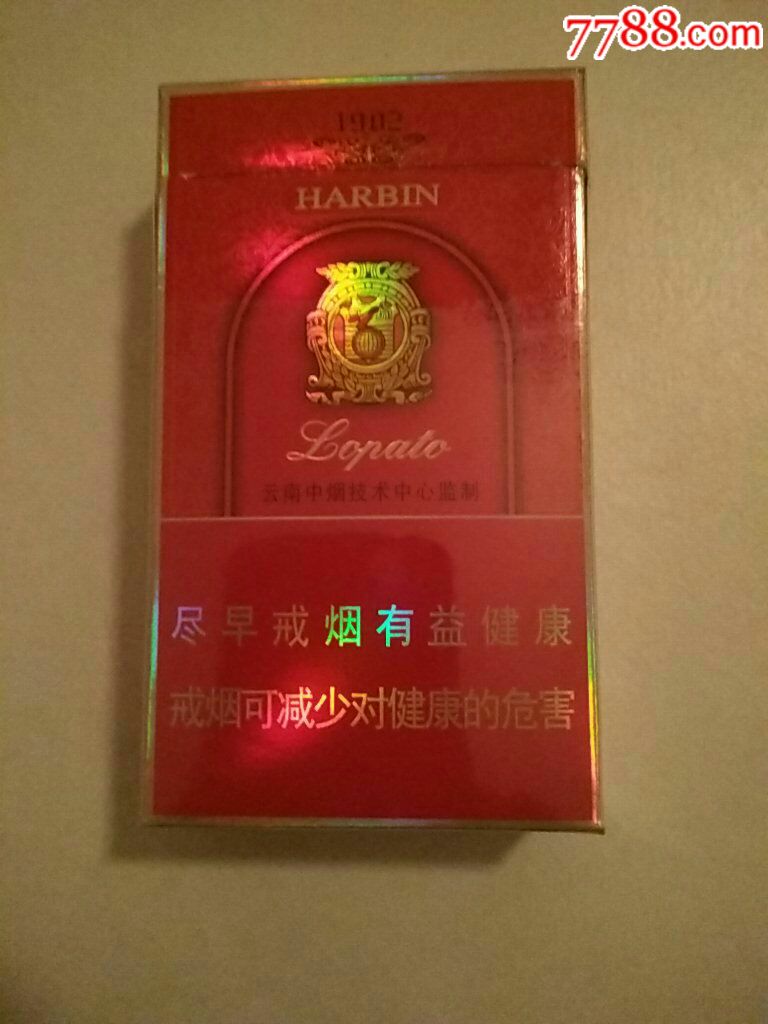 7788.com
1902
HARBIN
Lopato
云南中烟技术中心监制
尽早戒烟有益健康
戒烟可减少对健康的危害